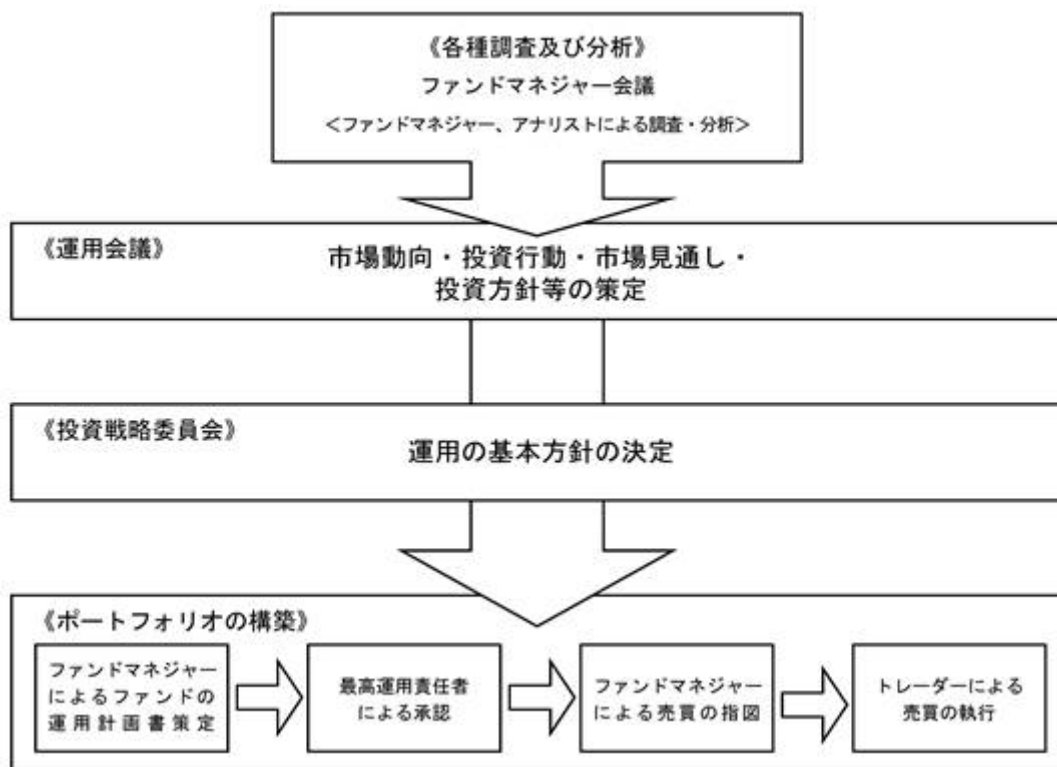 《各種調査及び分析》
ファンドマネジャー会議
<ファンドマネジャー、アナリストによる調査・分析>
《運用会議》
市場動向・投資行動・市場見通し・
投資方針等の策定
《投資戦略委員会》
運用の基本方針の決定
《ポートフォリオの構築》
ファンドマネジャー
によるファンドの
運用計画書策定
最高運用責任者
による承認
ファンドマネジャー
による売買の指図
トレーダーによる
売買の執行